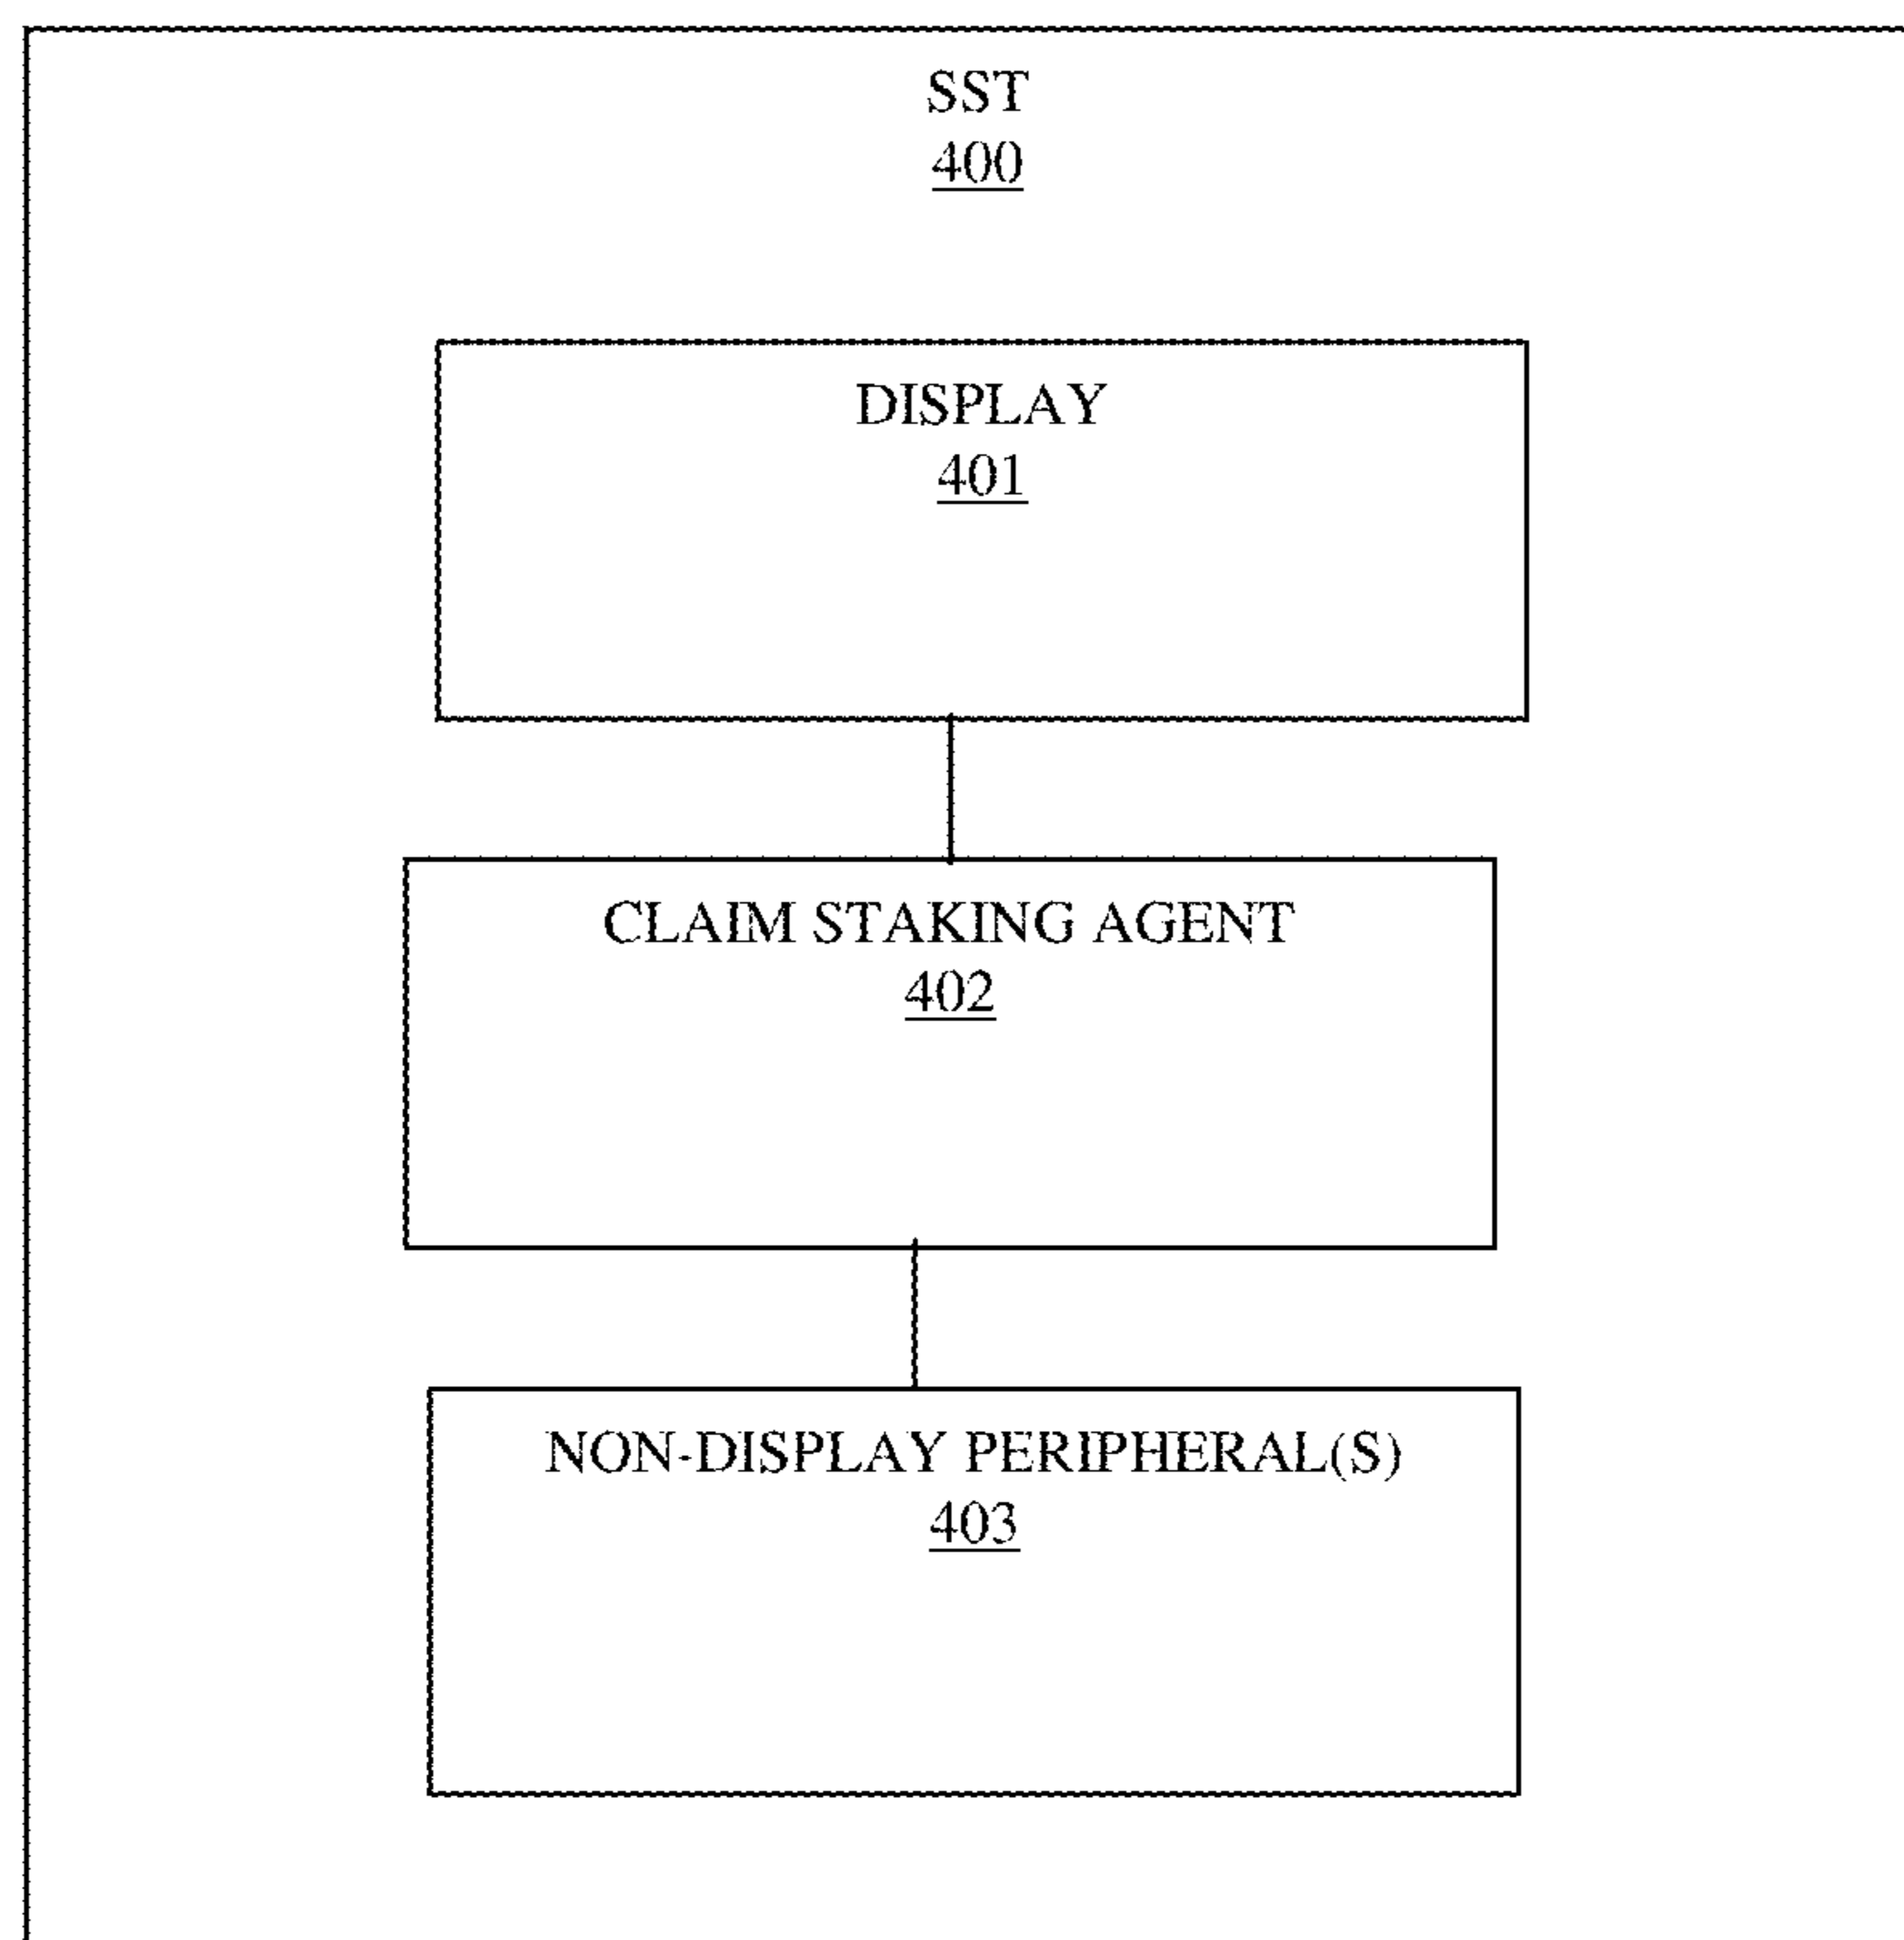 SST
400
DISPLAY
401
CLAIM STAKING AGENT
402
NON-DISPLAY PERIPHERAL(S)
403